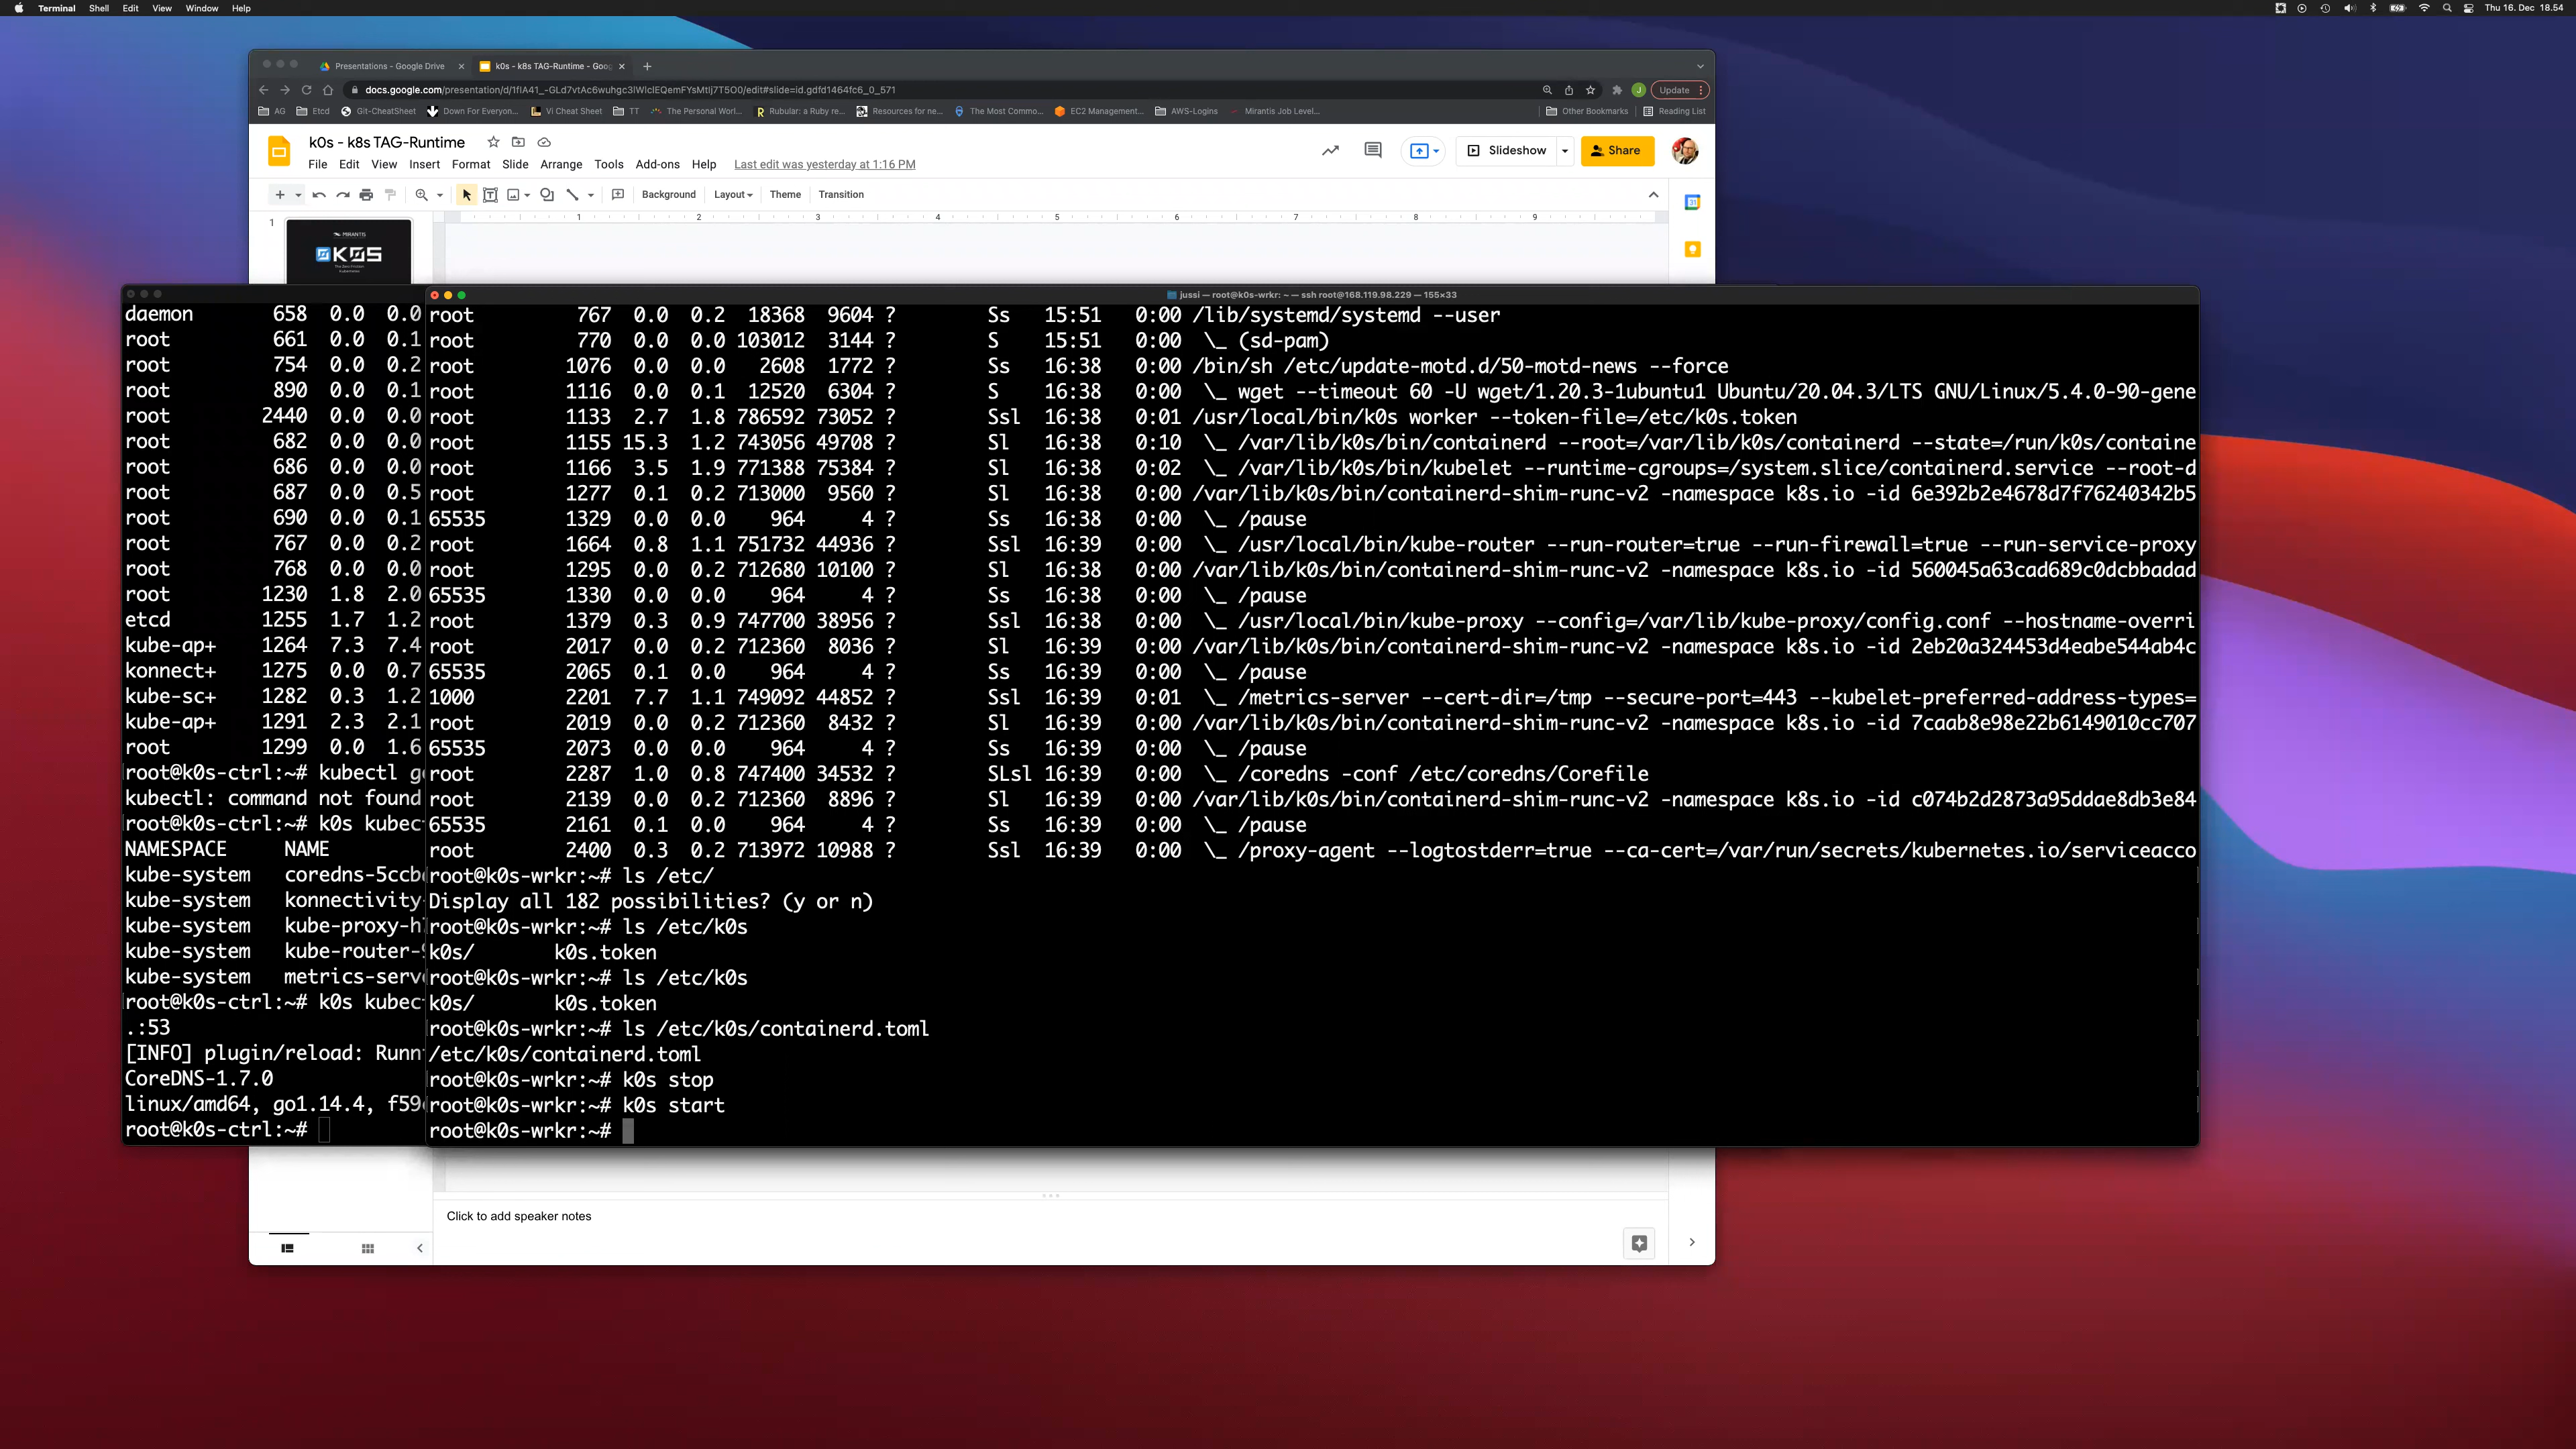 Terminal Shell Edit View Window Help
Thu 16. Dec 18.54
Presentations - Google Drive
k0s - k8s TAG-Runtime - Goo
docs.google.com/presentation/d/1fIA41_-GLd7vtAc6wuhgc3IWlclEQemFYsMtIj7T5O0/edit#slide=id.gdfd1464fc6_0_571
Update
AG Etcd Git-CheatSheet Down For Everyon... Vi Cheat Sheet TT The Personal Worl... Rubular: a Ruby re... Resources for ne... The Most Commo... EC2 Management... AWS-Logins Mirantis Job Level... Other Bookmarks Reading List
k0s - k8s TAG-Runtime
File Edit View Insert Format Slide Arrange Tools Add-ons Help Last edit was yesterday at 1:16 PM
Slideshow
Share
Background Layout Theme Transition
1 2 3 4 5 6 7 8 9
1
MIRANTIS
K0S
The Zero Friction
Kubernetes
daemon 658 0.0 0.0
root 661 0.0 0.1
root 754 0.0 0.2
root 890 0.0 0.1
root 2440 0.0 0.0
root 682 0.0 0.0
root 686 0.0 0.0
root 687 0.0 0.5
root 690 0.0 0.1
root 767 0.0 0.2
root 768 0.0 0.0
root 1230 1.8 2.0
etcd 1255 1.7 1.2
kube-ap+ 1264 7.3 7.4
konnect+ 1275 0.0 0.7
kube-sc+ 1282 0.3 1.2
kube-ap+ 1291 2.3 2.1
root 1299 0.0 1.6
root@k0s-ctrl:~# kubectl g
kubectl: command not found
root@k0s-ctrl:~# k0s kubec
NAMESPACE NAME
kube-system coredns-5ccb
kube-system konnectivity-
kube-system kube-proxy-h
kube-system kube-router-
kube-system metrics-serv
root@k0s-ctrl:~# k0s kubec
.:53
[INFO] plugin/reload: Runn
CoreDNS-1.7.0
linux/amd64, go1.14.4, f59
root@k0s-ctrl:~#
jussi — root@k0s-wrkr: ~ — ssh root@168.119.98.229 — 155×33
root 767 0.0 0.2 18368 9604 ? Ss 15:51 0:00 /lib/systemd/systemd --user
root 770 0.0 0.0 103012 3144 ? S 15:51 0:00 \_ (sd-pam)
root 1076 0.0 0.0 2608 1772 ? Ss 16:38 0:00 /bin/sh /etc/update-motd.d/50-motd-news --force
root 1116 0.0 0.1 12520 6304 ? S 16:38 0:00 \_ wget --timeout 60 -U wget/1.20.3-1ubuntu1 Ubuntu/20.04.3/LTS GNU/Linux/5.4.0-90-gene
root 1133 2.7 1.8 786592 73052 ? Ssl 16:38 0:01 /usr/local/bin/k0s worker --token-file=/etc/k0s.token
root 1155 15.3 1.2 743056 49708 ? Sl 16:38 0:10 \_ /var/lib/k0s/bin/containerd --root=/var/lib/k0s/containerd --state=/run/k0s/containe
root 1166 3.5 1.9 771388 75384 ? Sl 16:38 0:02 \_ /var/lib/k0s/bin/kubelet --runtime-cgroups=/system.slice/containerd.service --root-d
root 1277 0.1 0.2 713000 9560 ? Sl 16:38 0:00 /var/lib/k0s/bin/containerd-shim-runc-v2 -namespace k8s.io -id 6e392b2e4678d7f76240342b5
65535 1329 0.0 0.0 964 4 ? Ss 16:38 0:00 \_ /pause
root 1664 0.8 1.1 751732 44936 ? Ssl 16:39 0:00 \_ /usr/local/bin/kube-router --run-router=true --run-firewall=true --run-service-proxy
root 1295 0.0 0.2 712680 10100 ? Sl 16:38 0:00 /var/lib/k0s/bin/containerd-shim-runc-v2 -namespace k8s.io -id 560045a63cad689c0dcbbadad
65535 1330 0.0 0.0 964 4 ? Ss 16:38 0:00 \_ /pause
root 1379 0.3 0.9 747700 38956 ? Ssl 16:38 0:00 \_ /usr/local/bin/kube-proxy --config=/var/lib/kube-proxy/config.conf --hostname-overri
root 2017 0.0 0.2 712360 8036 ? Sl 16:39 0:00 /var/lib/k0s/bin/containerd-shim-runc-v2 -namespace k8s.io -id 2eb20a324453d4eabe544ab4c
65535 2065 0.1 0.0 964 4 ? Ss 16:39 0:00 \_ /pause
1000 2201 7.7 1.1 749092 44852 ? Ssl 16:39 0:01 \_ /metrics-server --cert-dir=/tmp --secure-port=443 --kubelet-preferred-address-types=
root 2019 0.0 0.2 712360 8432 ? Sl 16:39 0:00 /var/lib/k0s/bin/containerd-shim-runc-v2 -namespace k8s.io -id 7caab8e98e22b6149010cc707
65535 2073 0.0 0.0 964 4 ? Ss 16:39 0:00 \_ /pause
root 2287 1.0 0.8 747400 34532 ? SLsl 16:39 0:00 \_ /coredns -conf /etc/coredns/Corefile
root 2139 0.0 0.2 712360 8896 ? Sl 16:39 0:00 /var/lib/k0s/bin/containerd-shim-runc-v2 -namespace k8s.io -id c074b2d2873a95ddae8db3e84
65535 2161 0.1 0.0 964 4 ? Ss 16:39 0:00 \_ /pause
root 2400 0.3 0.2 713972 10988 ? Ssl 16:39 0:00 \_ /proxy-agent --logtostderr=true --ca-cert=/var/run/secrets/kubernetes.io/serviceacco
root@k0s-wrkr:~# ls /etc/
Display all 182 possibilities? (y or n)
root@k0s-wrkr:~# ls /etc/k0s
k0s/ k0s.token
root@k0s-wrkr:~# ls /etc/k0s
k0s/ k0s.token
root@k0s-wrkr:~# ls /etc/k0s/containerd.toml
/etc/k0s/containerd.toml
root@k0s-wrkr:~# k0s stop
root@k0s-wrkr:~# k0s start
root@k0s-wrkr:~#
Click to add speaker notes